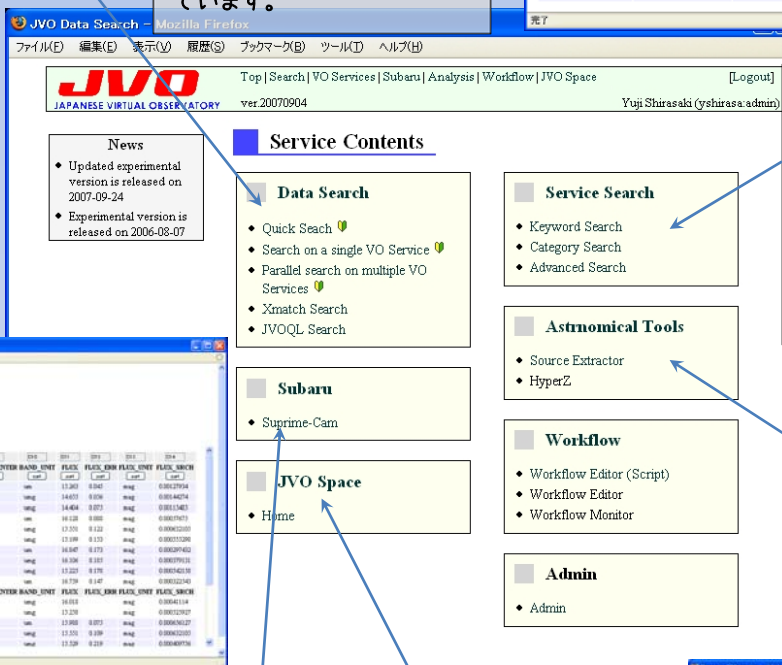 ています。
完了
JVO Data Search - Mozilla Firefox
ファイル(F) 編集(E) 表示(V) 履歴(S) ブックマーク(B) ツール(T) ヘルプ(H)
JVO
JAPANESE VIRTUAL OBSERVATORY
Top | Search | VO Services | Subaru | Analysis | Workflow | JVO Space
[Logout]
ver.20070904
Yuji Shirasaki (yshirasa:admin)
News
Updated experimental
version is released on
2007-09-24
Experimental version is
released on 2006-08-07
Service Contents
Data Search
Quick Seach
Search on a single VO Service
Parallel search on multiple VO
Services
Xmatch Search
JVOQL Search
Subaru
Suprime-Cam
JVO Space
Home
Service Search
Keyword Search
Category Search
Advanced Search
Astrnomical Tools
Source Extractor
HyperZ
Workflow
Workflow Editor (Script)
Workflow Editor
Workflow Monitor
Admin
Admin
BAND_UNIT FLUX FLUX_ERR FLUX_UNIT FLUX_SRCH
BAND_UNIT FLUX FLUX_ERR FLUX_UNIT FLUX_SRCH